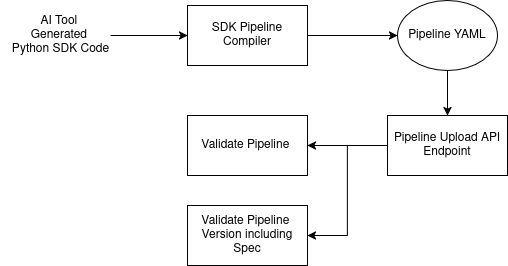 AI Tool
Generated
Python SDK Code
SDK Pipeline
Compiler
Pipeline YAML
Pipeline Upload API
Endpoint
Validate Pipeline
Validate Pipeline
Version including
Spec